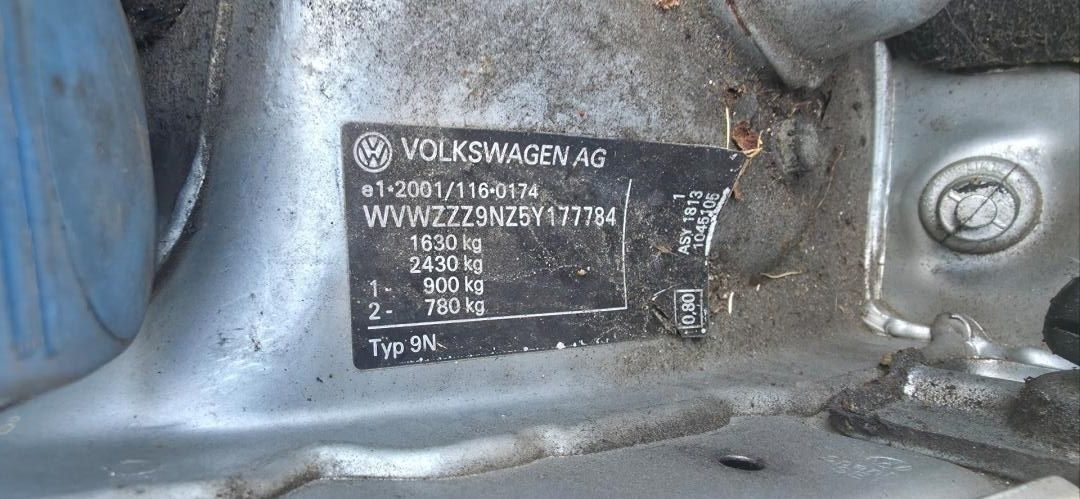 VOLKSWAGEN AG
e1•2001/116•0174
WVWZZZ9NZ5Y177784
1630 kg
2430 kg
1- 900 kg
2- 780 kg
Typ 9N
1
ASY 1813
0,80